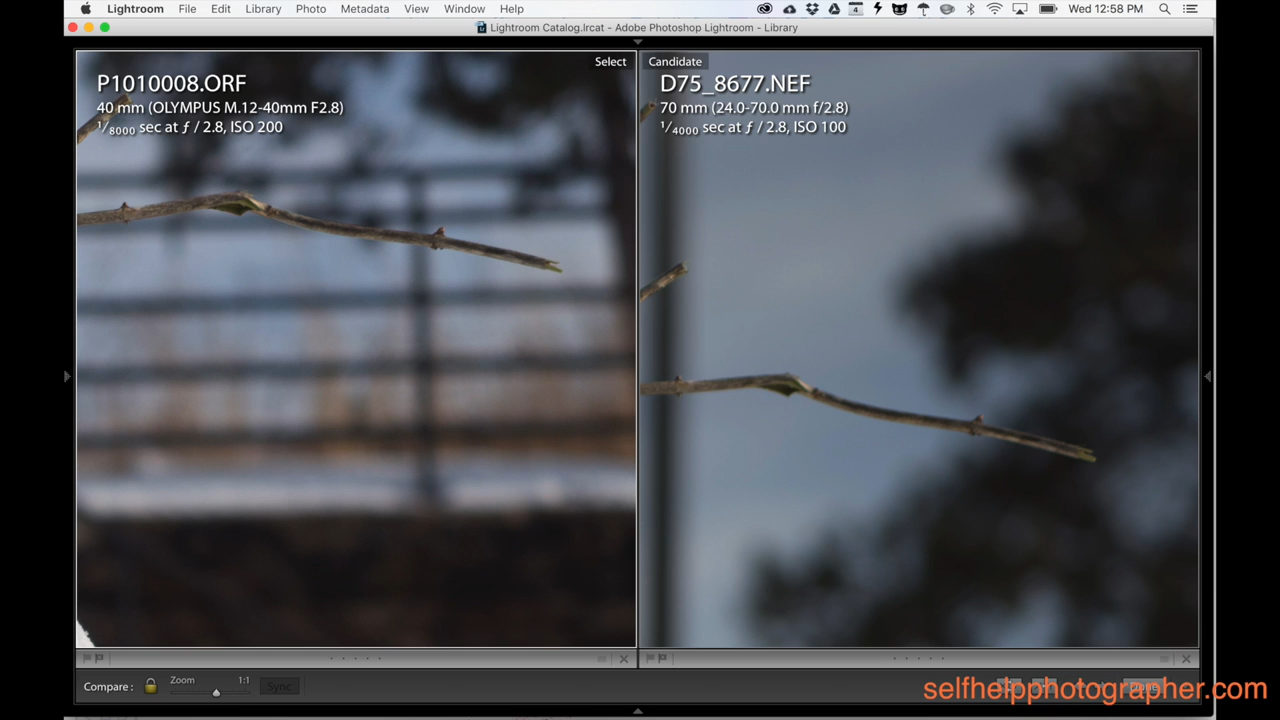 Lightroom File Edit Library Photo Metadata View Window Help 4 Wed 12:58 PM
Lightroom Catalog.lrcat - Adobe Photoshop Lightroom - Library
Select
Candidate
P1010008.ORF
40 mm (OLYMPUS M.12-40mm F2.8)
1/8000 sec at ƒ / 2.8, ISO 200
D75_8677.NEF
70 mm (24.0-70.0 mm f/2.8)
1/4000 sec at ƒ / 2.8, ISO 100
Compare : Zoom 1:1 Sync
selfhelpphotographer.com